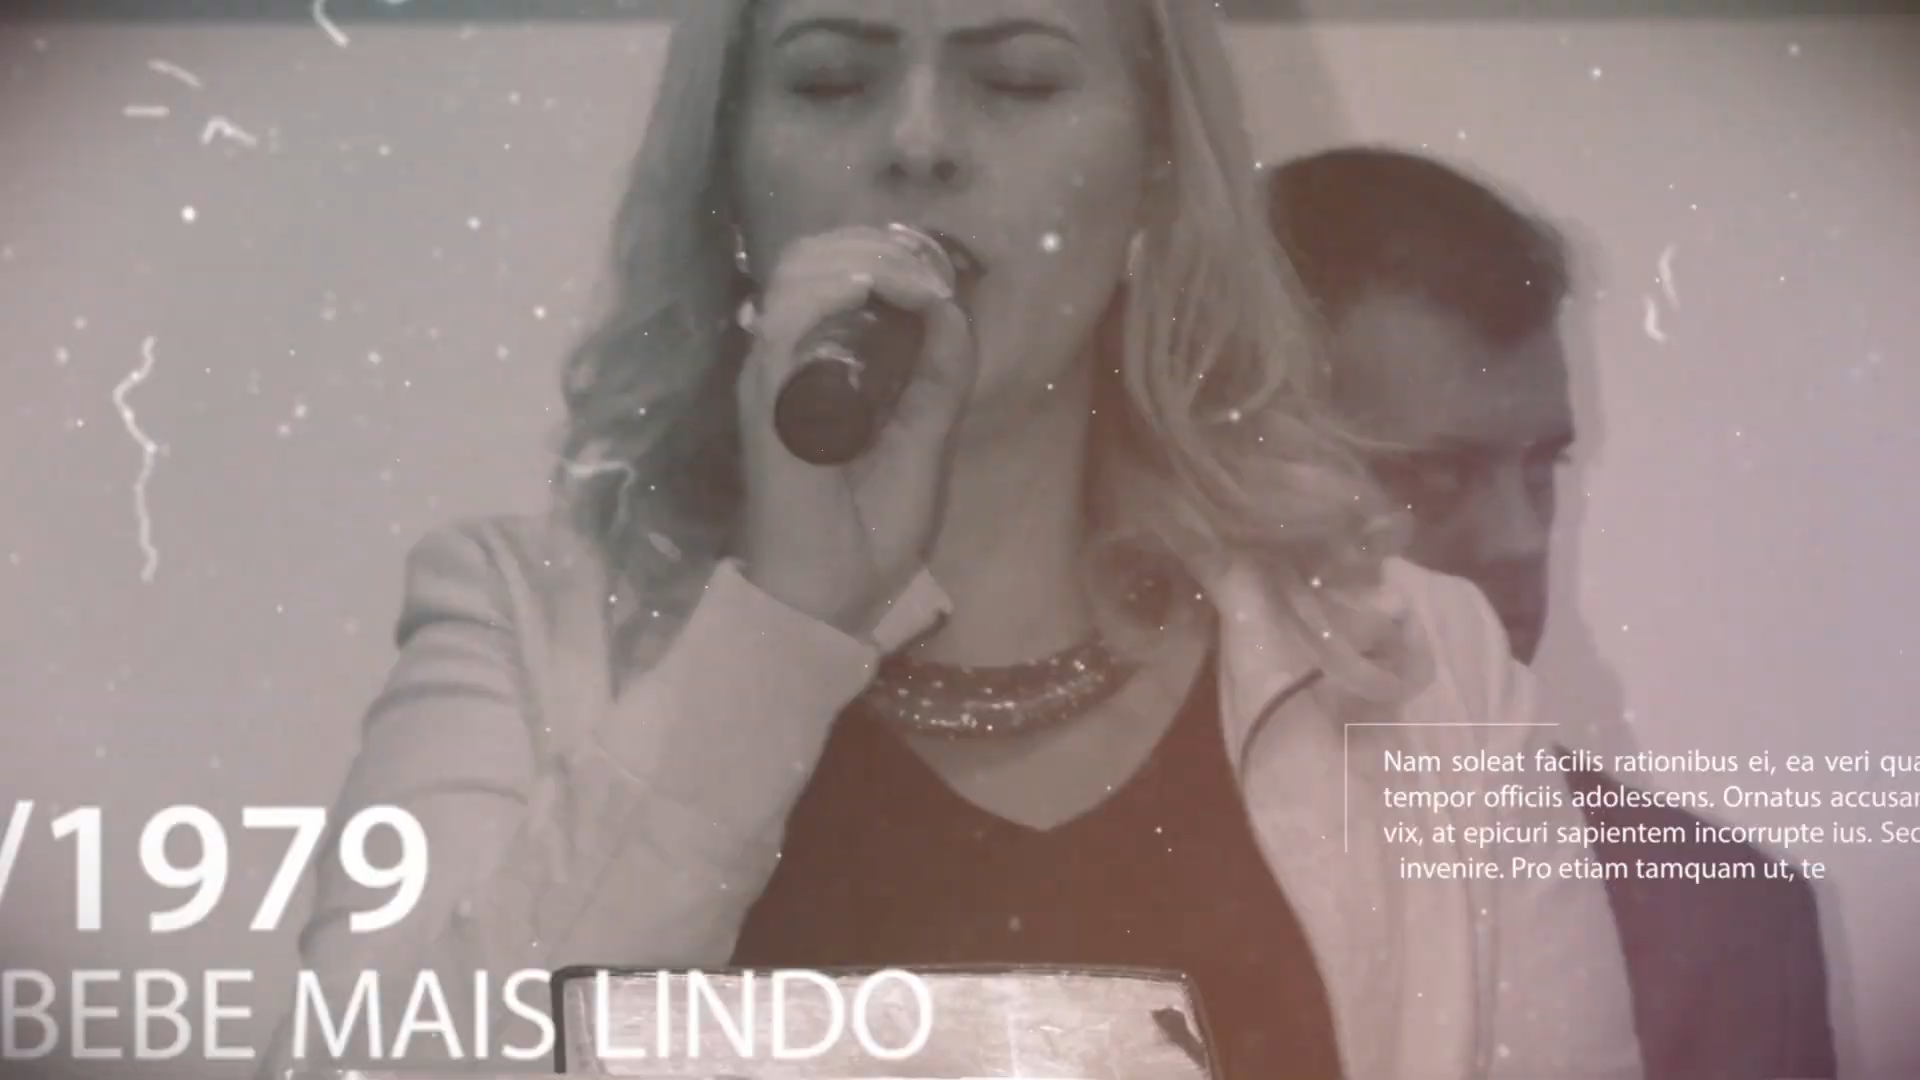 /1979
BEBE MAIS LINDO
Nam soleat facilis rationibus ei, ea veri qua
tempor officiis adolescens. Ornatus accusar
vix, at epicuri sapientem incorrupte ius. Sec
invenire. Pro etiam tamquam ut, te